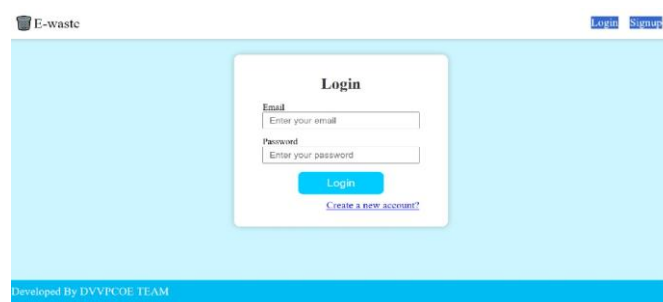 E-waste
Login Signup
Login
Email
Enter your email
Password
Enter your password
Login
Create a new account?
Developed By DVVPCOE TEAM